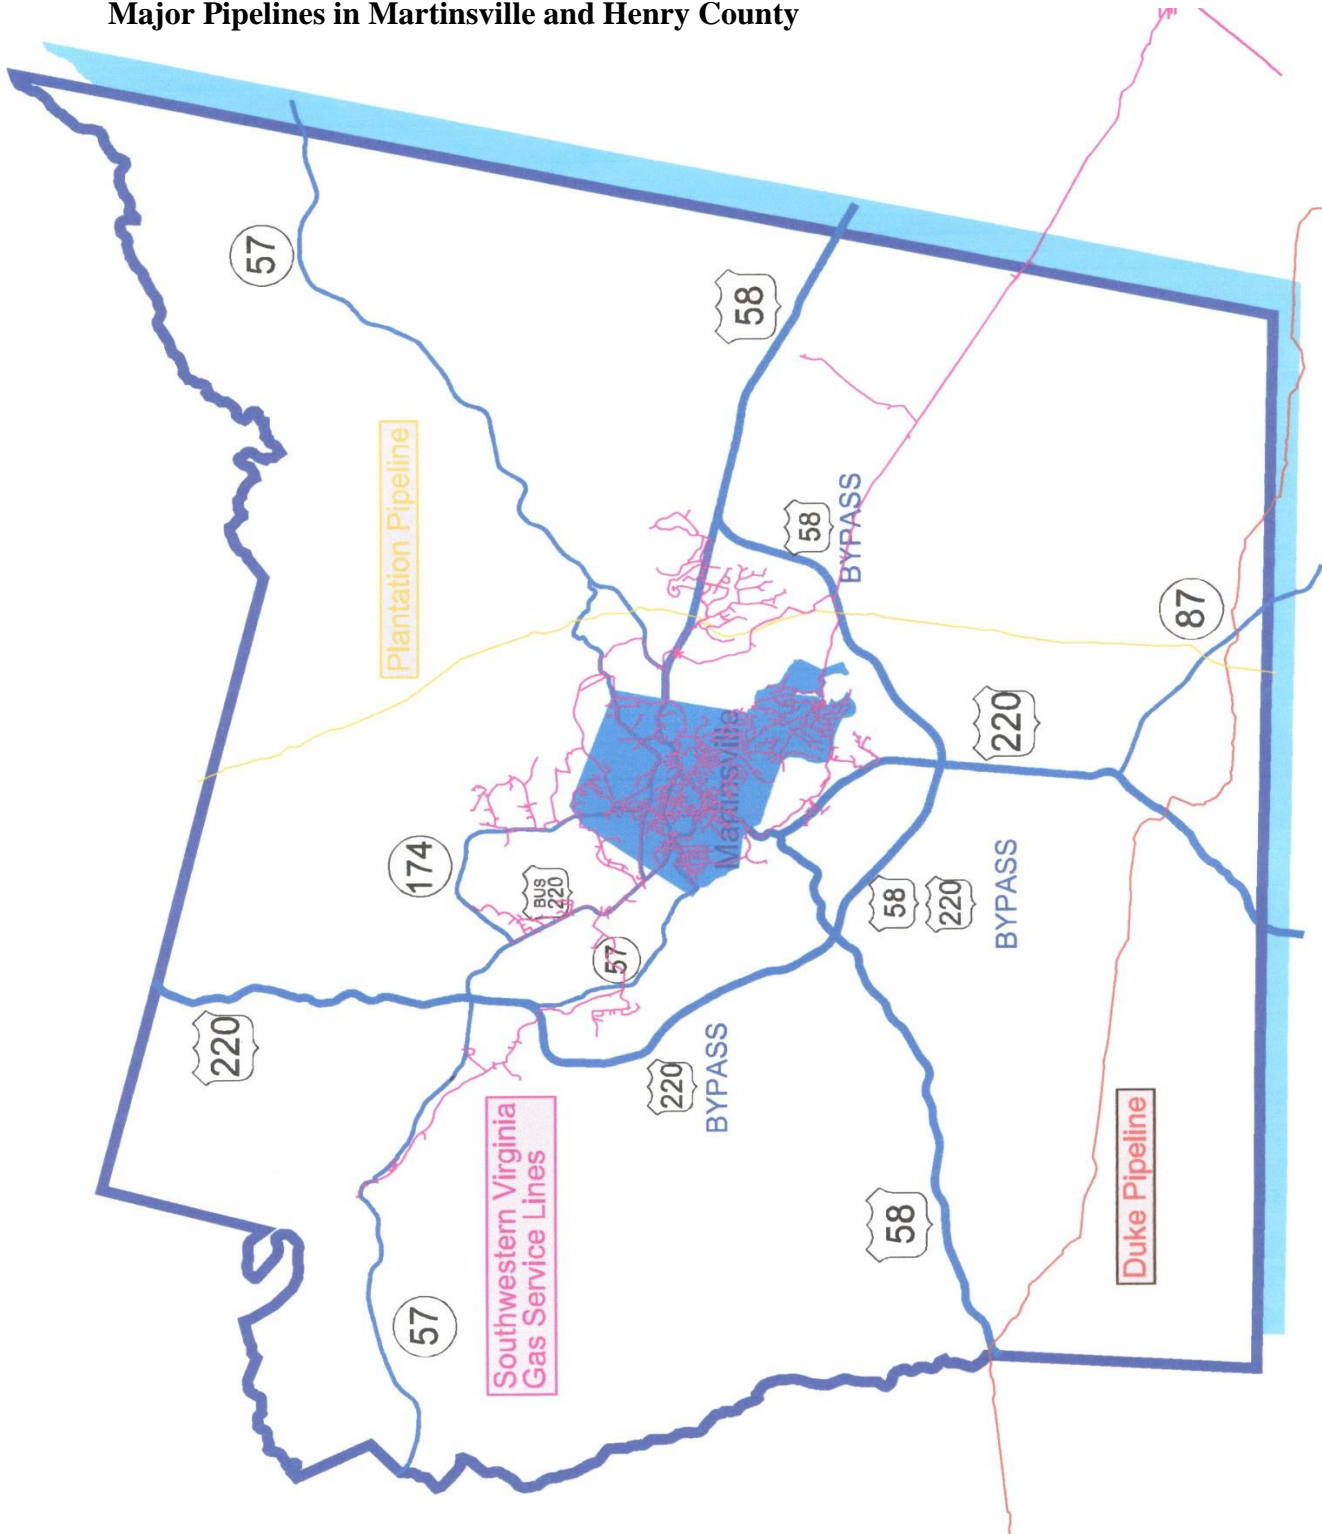 Major Pipelines in Martinsville and Henry County
57
58
Plantation Pipeline
58
BYPASS
87
220
Martinsville
174
BUS
220
58
220
BYPASS
57
220
220
BYPASS
Southwestern Virginia
Gas Service Lines
Duke Pipeline
58
57